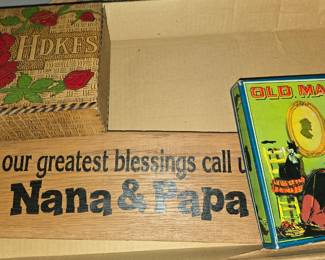 HDKFS
OLD MA
our greatest blessings call u
Nana & Papa